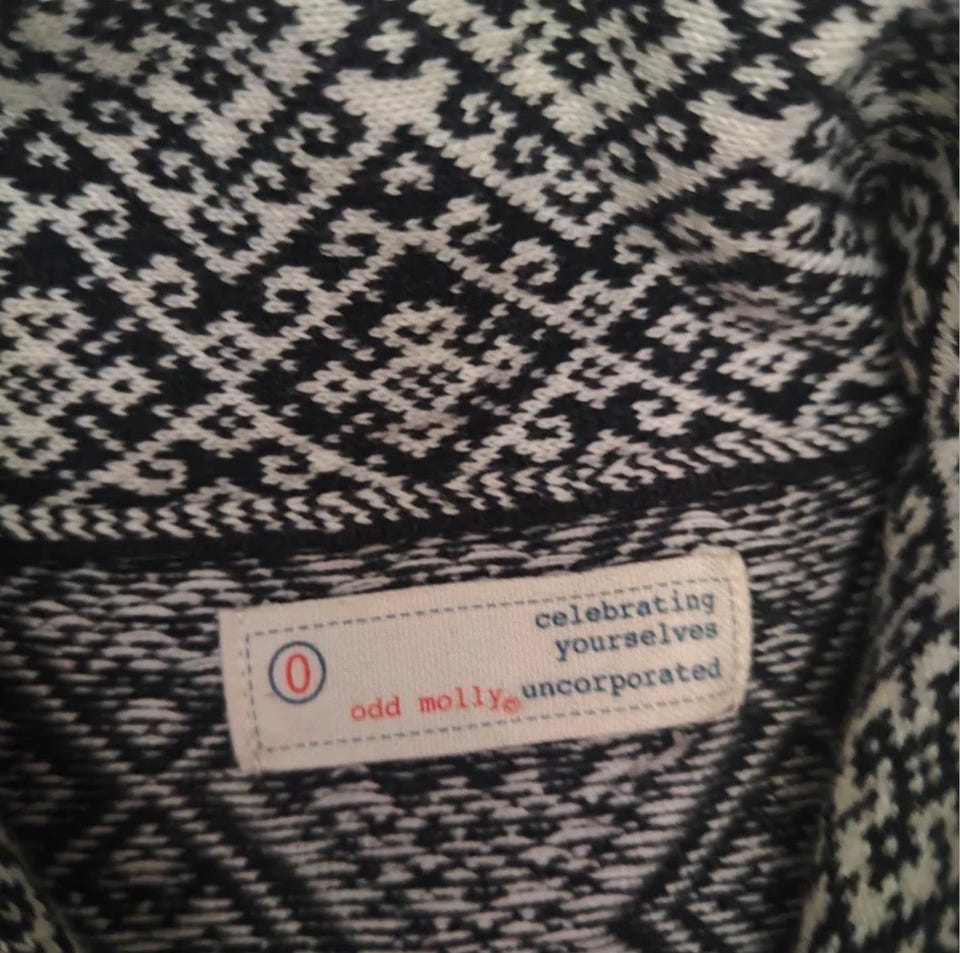 celebrating
yourselves
0
odd molly© uncorporated